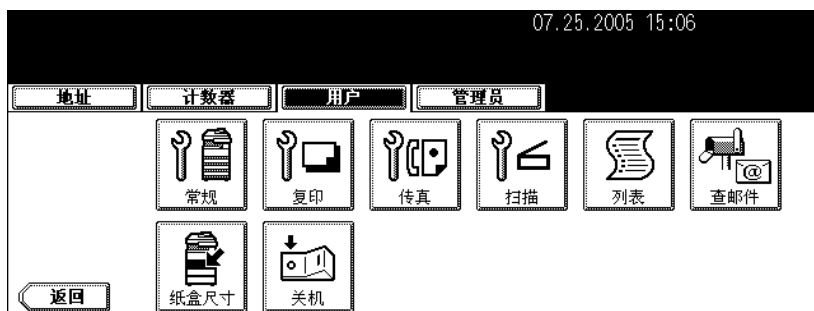 07.25.2005 15:06
地址 计数器 用户 管理员
常规 复印 传真 扫描 列表 查邮件
@
返回 纸盒尺寸 关机